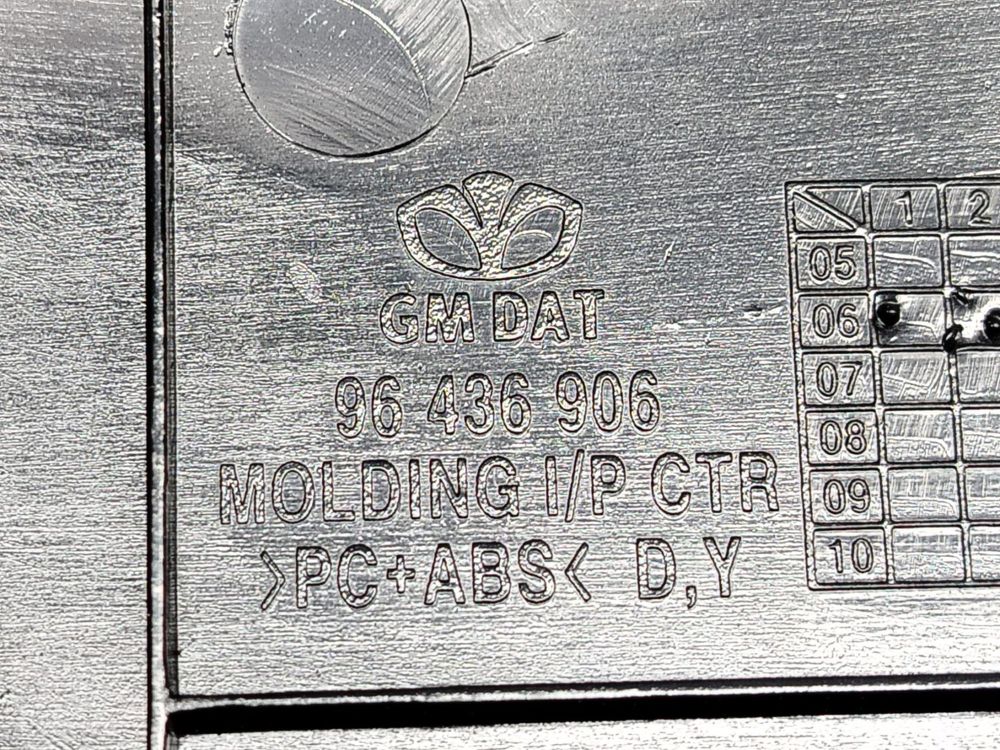 GM DAT
96 436 906
MOLDING I/P CTR
>PC+ABS< D,Y
1 2
05
06
07
08
09
10